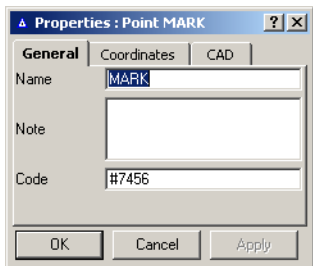 Properties : Point MARK
General Coordinates CAD
Name MARK
Note
Code #7456
OK Cancel Apply